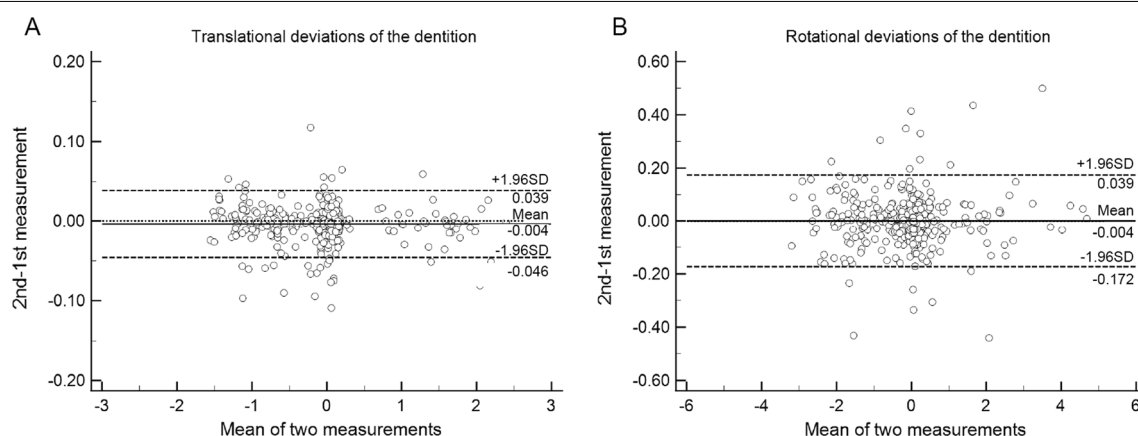 A
Translational deviations of the dentition
0.20
0.10
0.00
-0.10
-0.20
2nd-1st measurement
+1.96SD
0.039
Mean
-0.004
-1.96SD
-0.046
-3
-2
-1
0
1
2
3
Mean of two measurements
B
Rotational deviations of the dentition
0.60
0.40
0.20
0.00
-0.20
-0.40
-0.60
2nd-1st measurement
+1.96SD
0.039
Mean
-0.004
-1.96SD
-0.172
-6
-4
-2
0
2
4
6
Mean of two measurements